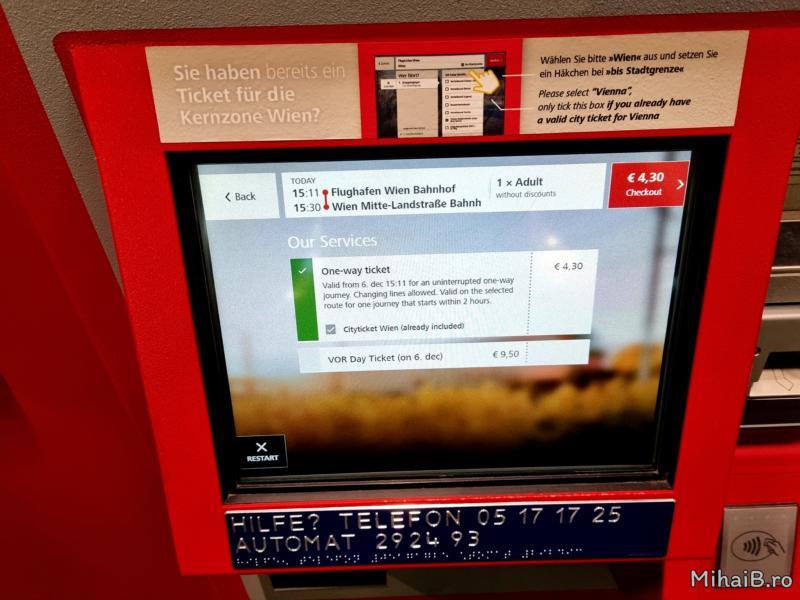 Sie haben bereits ein
Ticket für die
Kernzone Wien?
Wählen Sie bitte »Wien« aus und setzen Sie
ein Häkchen bei »bis Stadtgrenze«
Please select "Vienna",
only tick this box if you already have
a valid city ticket for Vienna
Back
TODAY
15:11 Flughafen Wien Bahnhof
15:30 Wien Mitte-Landstraße Bahnh
1 × Adult
without discounts
€ 4,30
Checkout
Our Services
One-way ticket
€ 4,30
Valid from 6. dec 15:11 for an uninterrupted one-way
journey. Changing lines allowed. Valid on the selected
route for one journey that starts within 2 hours.
Cityticket Wien (already included)
VOR Day Ticket (on 6. dec)
€ 9,50
RESTART
HILFE? TELEFON 05 17 17 25
AUTOMAT 2924 93
MihaiB.ro